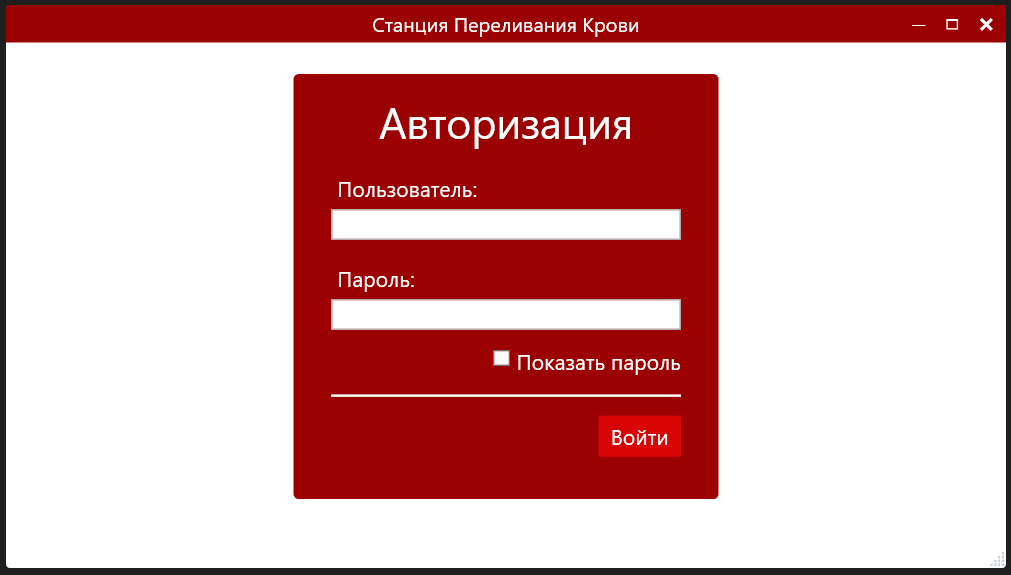 Станция Переливания Крови
Авторизация
Пользователь:
Пароль:
Показать пароль
Войти